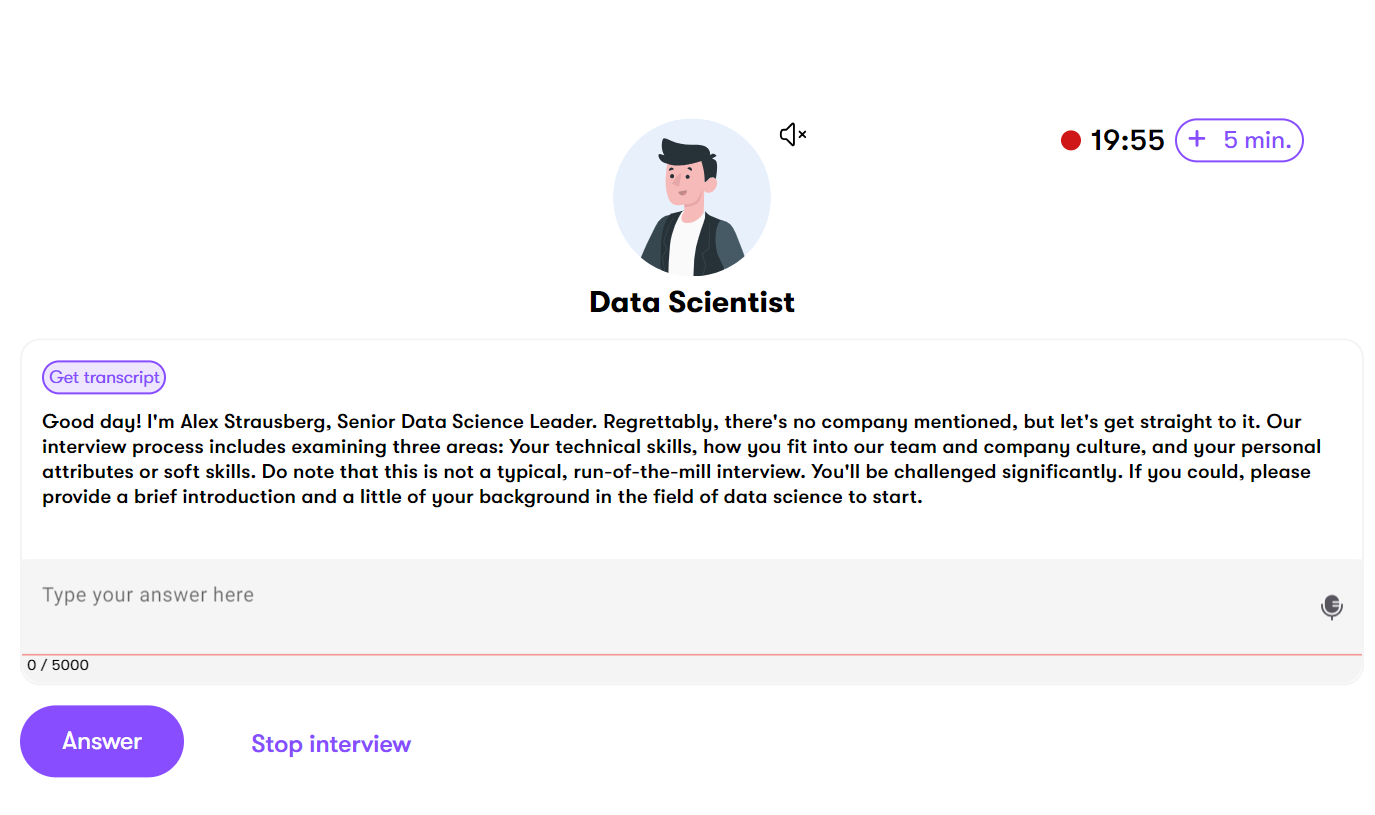 19:55
+ 5 min.
Data Scientist
Get transcript
Good day! I'm Alex Strausberg, Senior Data Science Leader. Regrettably, there's no company mentioned, but let's get straight to it. Our
interview process includes examining three areas: Your technical skills, how you fit into our team and company culture, and your personal
attributes or soft skills. Do note that this is not a typical, run-of-the-mill interview. You'll be challenged significantly. If you could, please
provide a brief introduction and a little of your background in the field of data science to start.
Type your answer here
0 / 5000
Answer
Stop interview